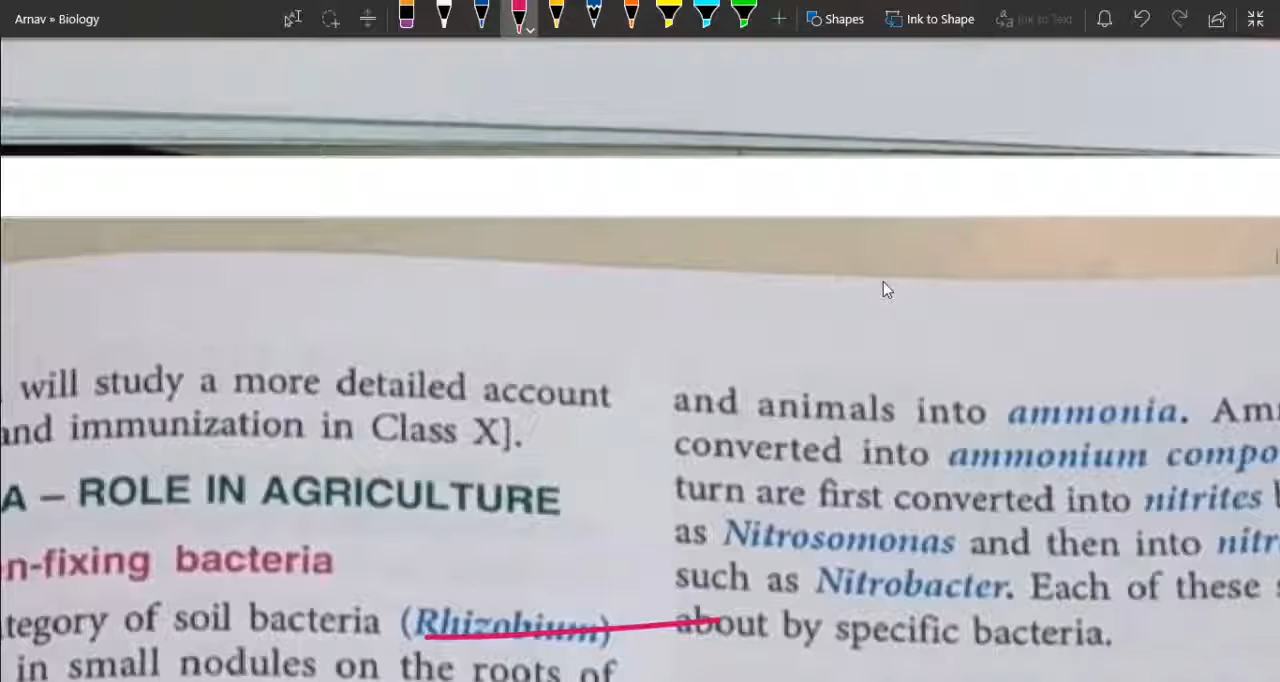 Arnav » Biology
Shapes
Ink to Shape
Ink to Text
will study a more detailed account
and immunization in Class X].
A – ROLE IN AGRICULTURE
n-fixing bacteria
tegory of soil bacteria (Rhizobium)
in small nodules on the roots of
and animals into ammonia. Am
converted into ammonium compo
turn are first converted into nitrites
as Nitrosomonas and then into nitr
such as Nitrobacter. Each of these
about by specific bacteria.